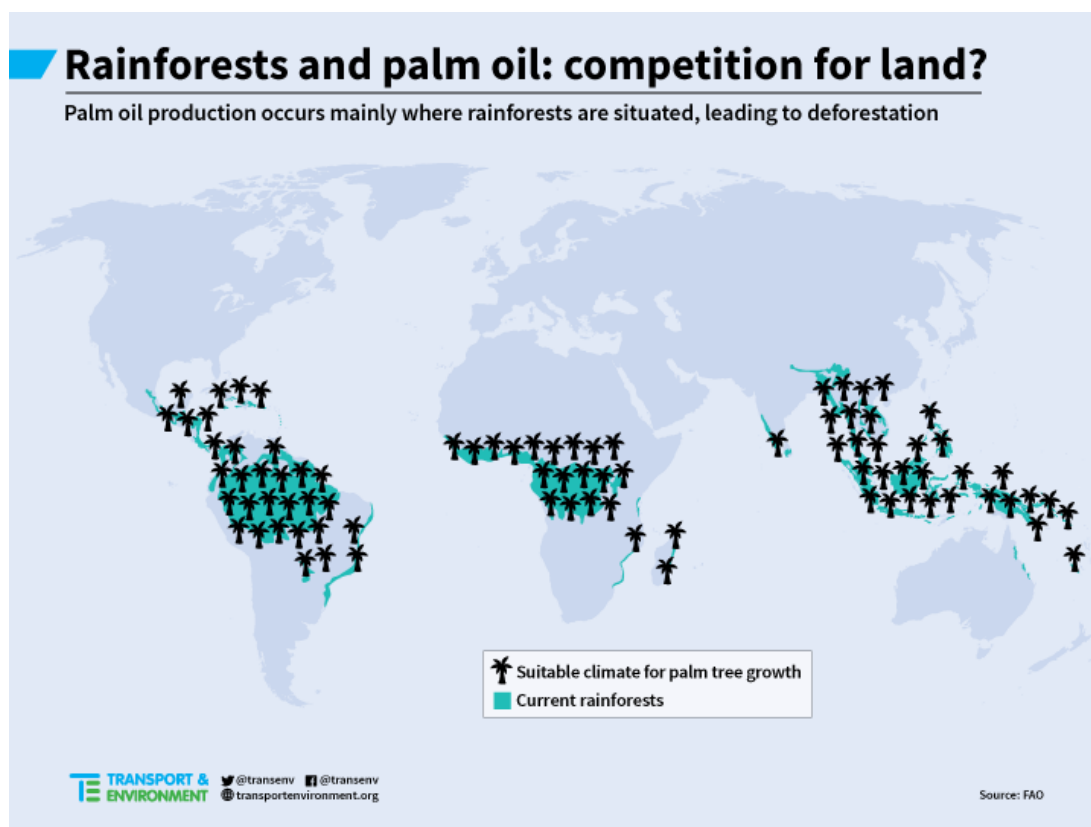 Rainforests and palm oil: competition for land?
Palm oil production occurs mainly where rainforests are situated, leading to deforestation
Suitable climate for palm tree growth
Current rainforests
TRANSPORT &
ENVIRONMENT
@transenv @transenv
transportenvironment.org
Source: FAO